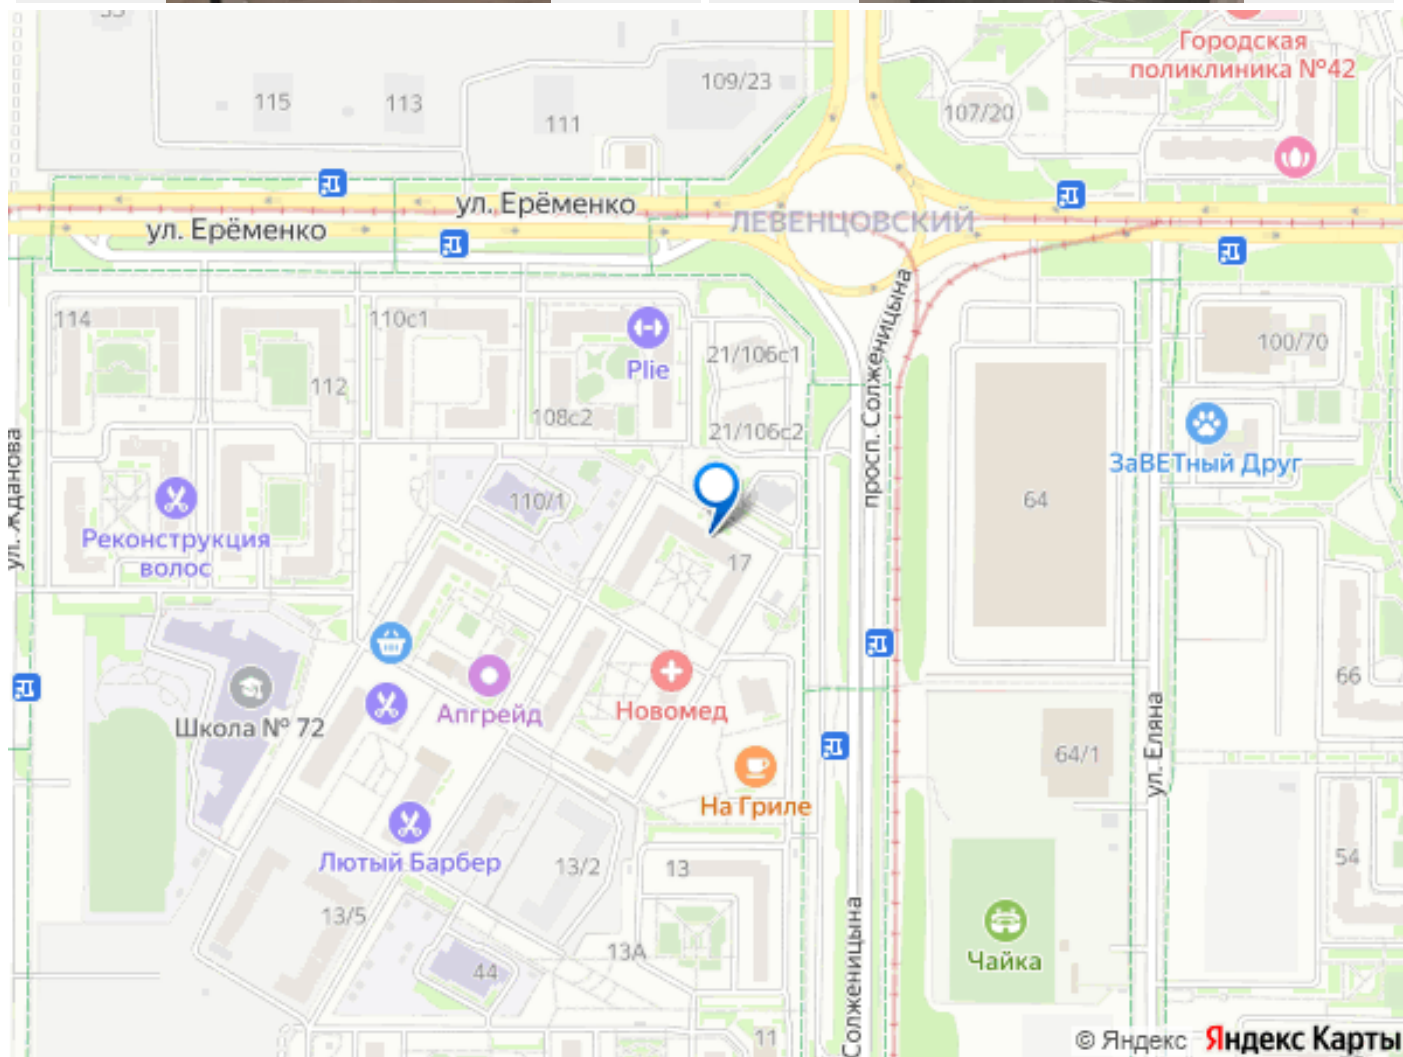 Городская
поликлиника №42
109/23
115
113
111
107/20
ул. Ерёменко
ул. Ерёменко
ЛЕВЕНЦОВСКИЙ
114
110с1
Plie
21/106с1
100/70
112
108с2
21/106с2
просп. Солженицына
ЗаВЕТный Друг
ул. Жданова
110/1
64
Реконструкция
волос
17
66
Школа № 72
Апгрейд
Новомед
64/1
ул. Еляна
На Гриле
Лютый Барбер
13/2
13
54
13/5
13А
44
Чайка
Солженицына
11
© Яндекс Яндекс Карты